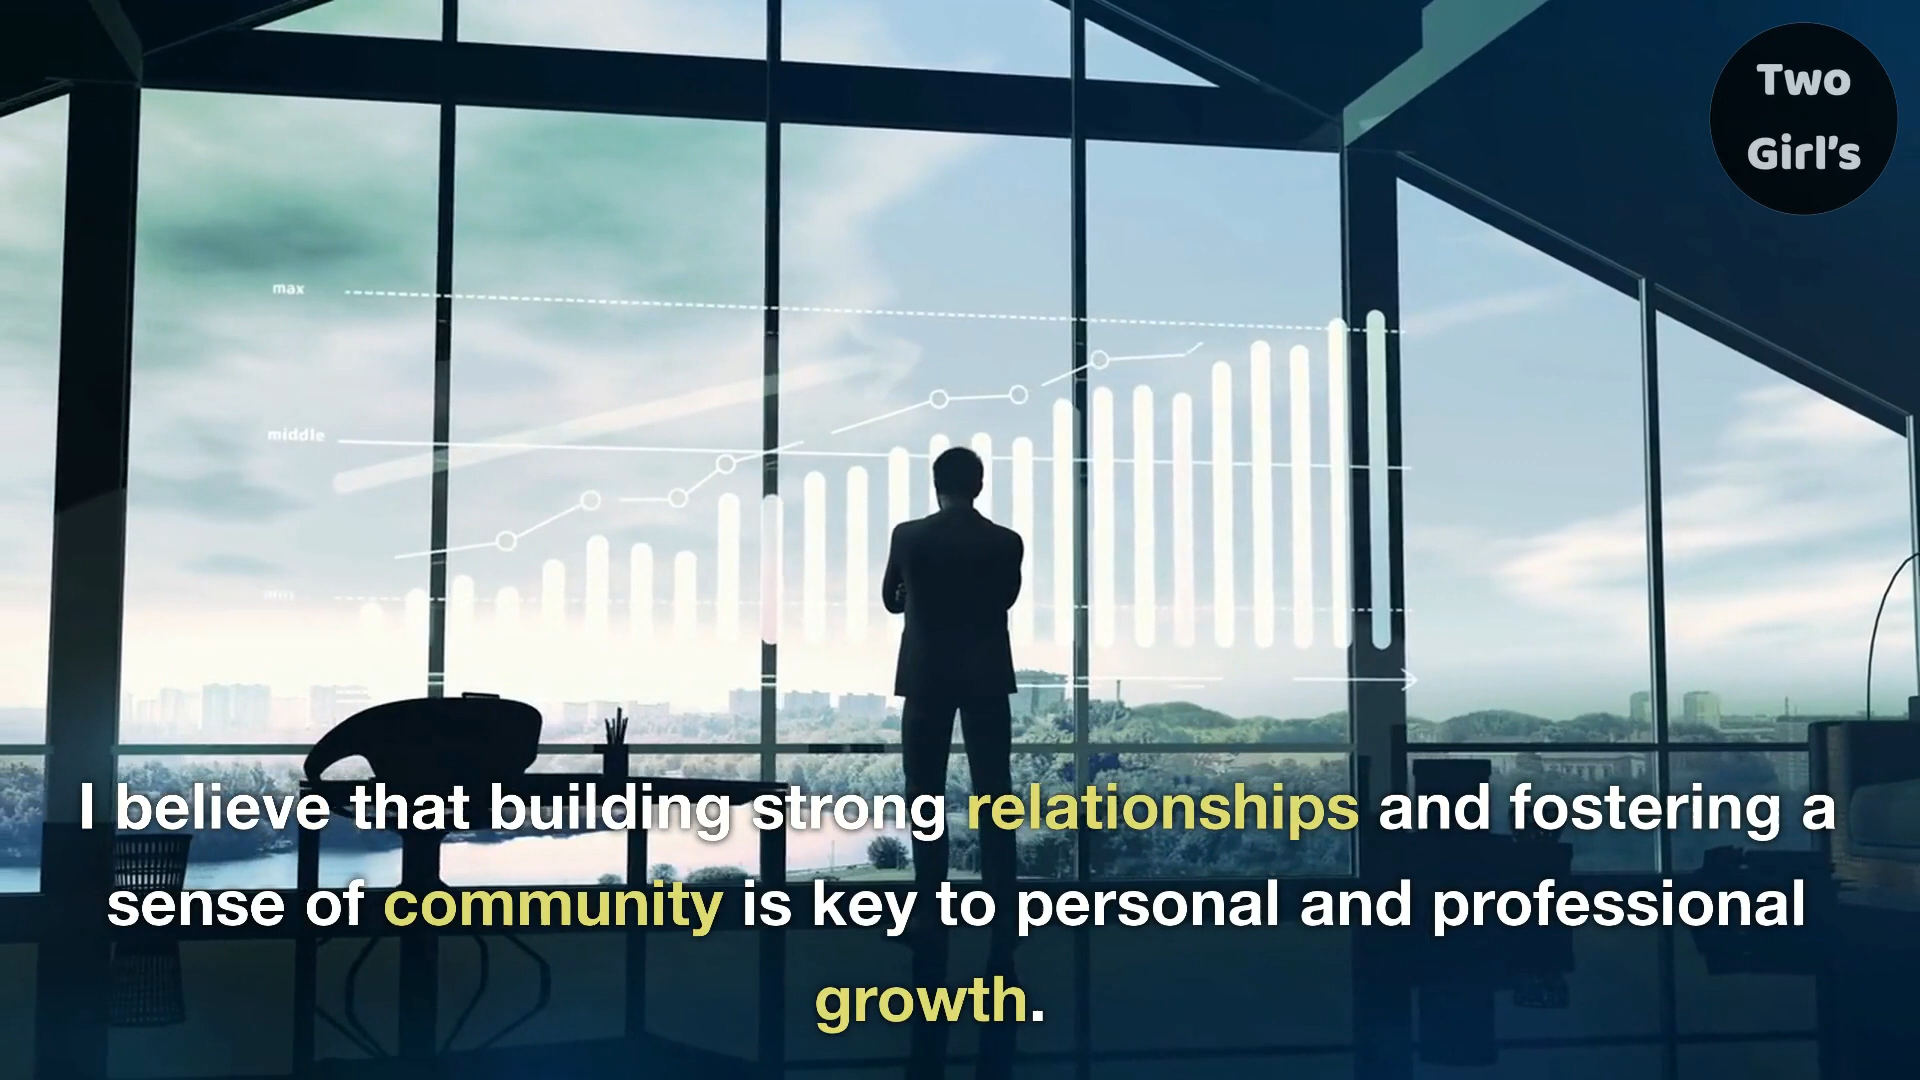 Two
Girl's
max
middle
min
I believe that building strong relationships and fostering a
sense of community is key to personal and professional
growth.